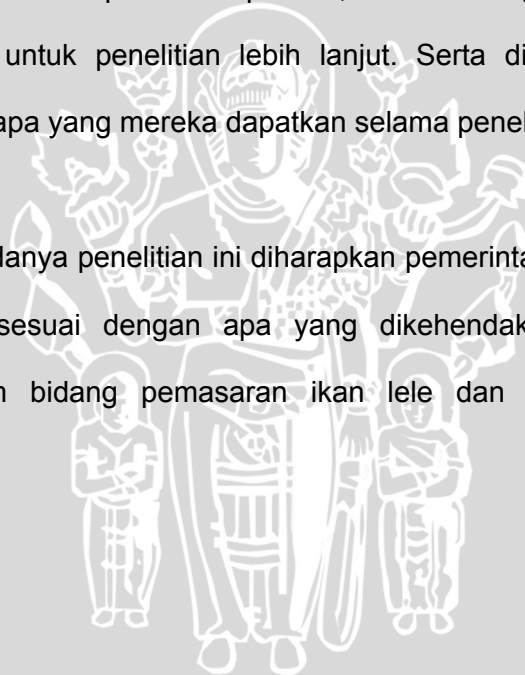 untuk penelitian lebih lanjut. Serta di
apa yang mereka dapatkan selama penel
danya penelitian ini diharapkan pemerinta
sesuai dengan apa yang dikehendak
bidang pemasaran ikan lele dan